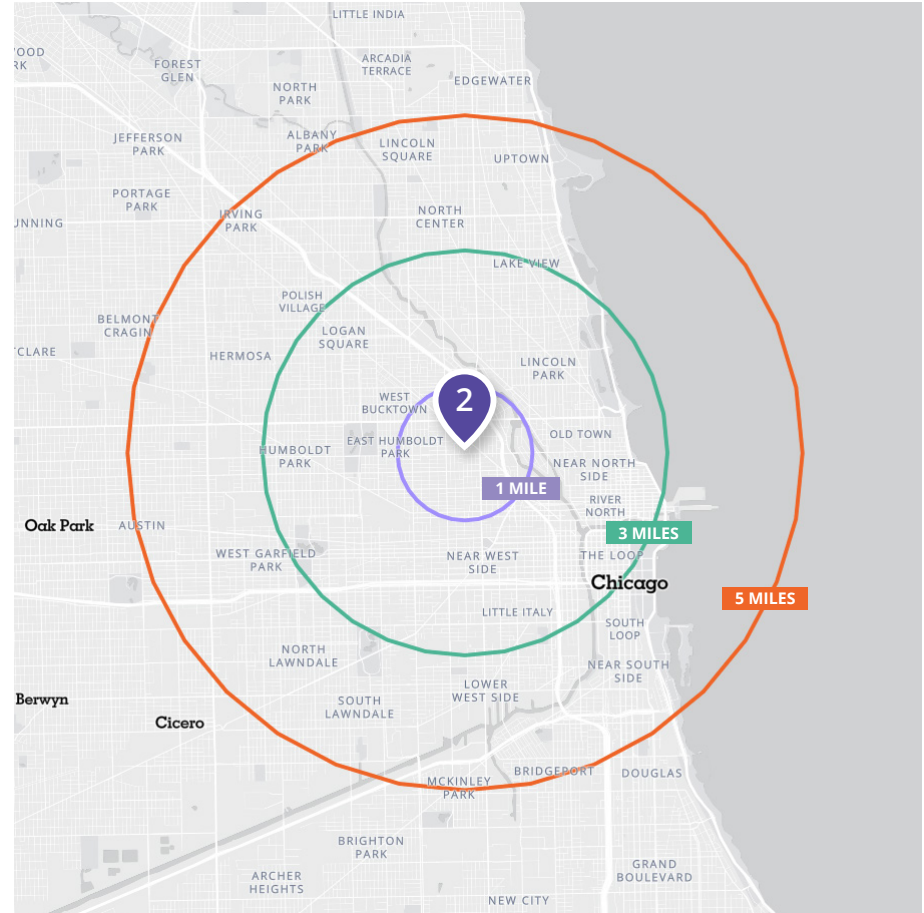 LITTLE INDIA
OOD
RK
FOREST
GLEN
ARCADIA
TERRACE
EDGEWATER
NORTH
PARK
JEFFERSON
PARK
ALBANY
PARK
LINCOLN
SQUARE
UPTOWN
PORTAGE
PARK
UNNING
IRVING
PARK
NORTH
CENTER
LAKE VIEW
POLISH
VILLAGE
BELMONT
CRAGIN
LOGAN
SQUARE
CLARE
HERMOSA
LINCOLN
PARK
2
WEST
BUCKTOWN
EAST HUMBOLDT
PARK
OLD TOWN
HUMBOLDT
PARK
NEAR NORTH
SIDE
1 MILE
RIVER
NORTH
Oak Park
AUSTIN
3 MILES
WEST GARFIELD
PARK
NEAR WEST
SIDE
THE LOOP
Chicago
5 MILES
LITTLE ITALY
SOUTH
LOOP
NORTH
LAWNDALE
NEAR SOUTH
SIDE
Berwyn
LOWER
WEST SIDE
SOUTH
LAWNDALE
Cicero
BRIDGEPORT
DOUGLAS
MCKINLEY
PARK
BRIGHTON
PARK
ARCHER
HEIGHTS
GRAND
BOULEVARD
NEW CITY